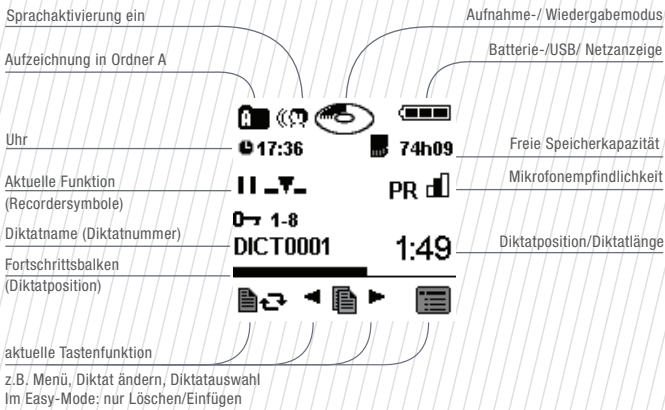 Sprachaktivierung ein
Aufnahme-/ Wiedergabemodus
Batterie-/USB/ Netzanzeige
Aufzeichnung in Ordner A
A
Uhr
17:36
74h09
Freie Speicherkapazität
Aktuelle Funktion
(Recordersymbole)
PR
Mikrofonempfindlichkeit
1-8
Diktatname (Diktatnummer)
DICT0001
1:49
Diktatposition/Diktatlänge
Fortschrittsbalken
(Diktatposition)
aktuelle Tastenfunktion
z.B. Menü, Diktat ändern, Diktatauswahl
Im Easy-Mode: nur Löschen/Einfügen